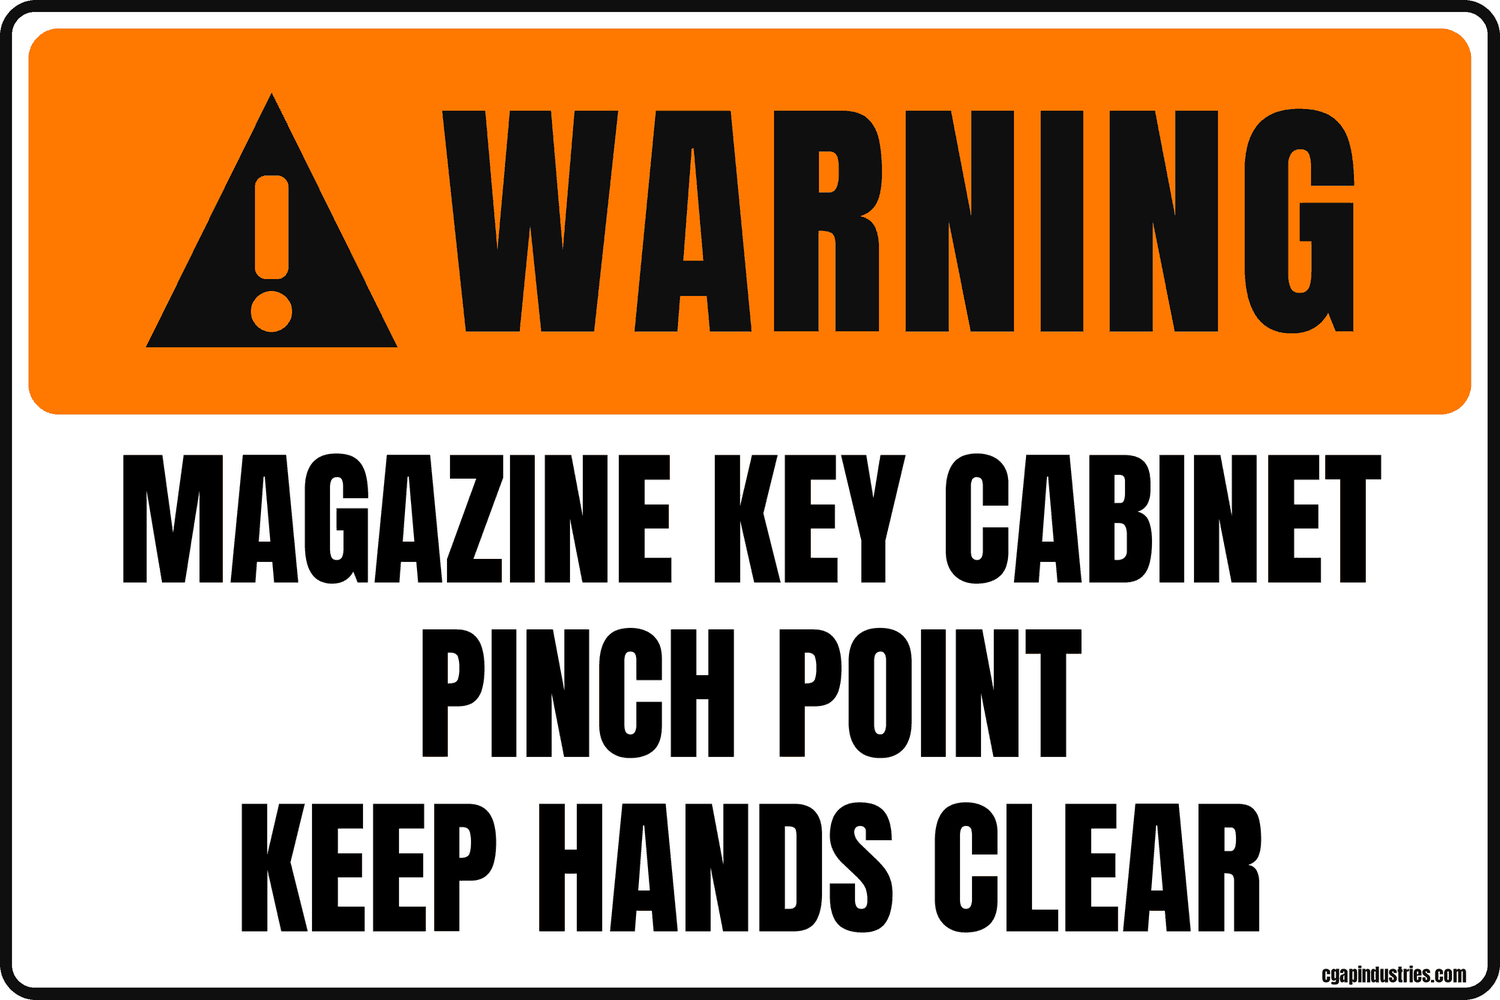 WARNING
MAGAZINE KEY CABINET
PINCH POINT
KEEP HANDS CLEAR
cgapindustries.com